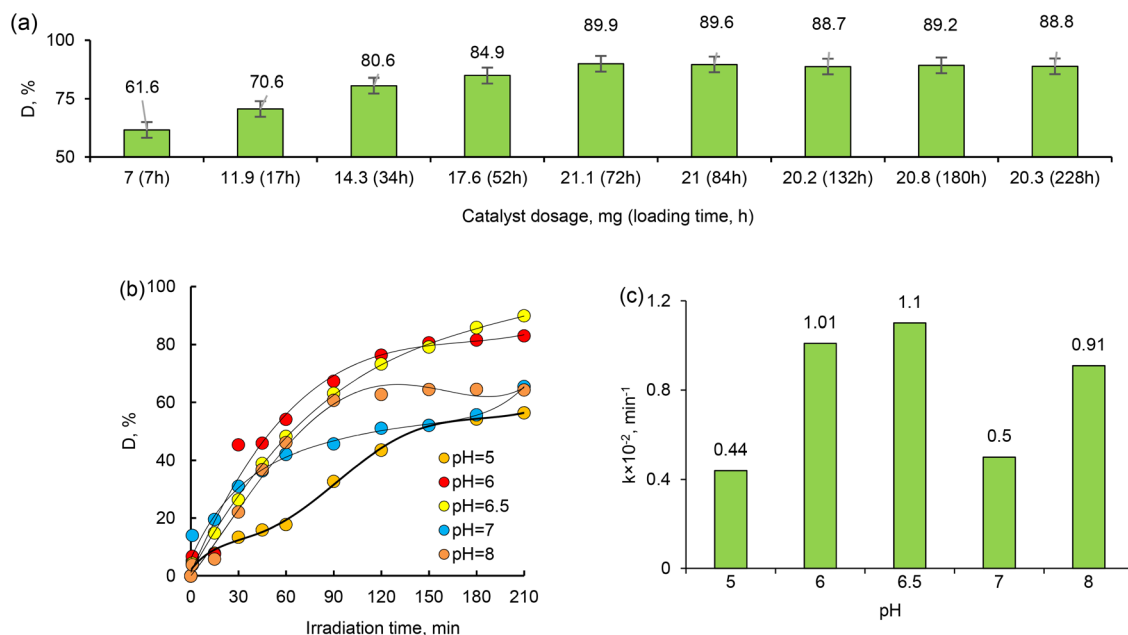 (a)
89.9 89.6 88.7 89.2 88.8
84.9
80.6
70.6
61.6
100
75
50
D, %
7 (7h) 11.9 (17h) 14.3 (34h) 17.6 (52h) 21.1 (72h) 21 (84h) 20.2 (132h) 20.8 (180h) 20.3 (228h)
Catalyst dosage, mg (loading time, h)
(b)
100
80
60
40
20
0
D, %
pH=5
pH=6
pH=6.5
pH=7
pH=8
0 30 60 90 120 150 180 210
Irradiation time, min
(c)
1.2
0.8
0.4
0
k×10⁻², min⁻¹
0.44
1.01
1.1
0.5
0.91
5 6 6.5 7 8
pH